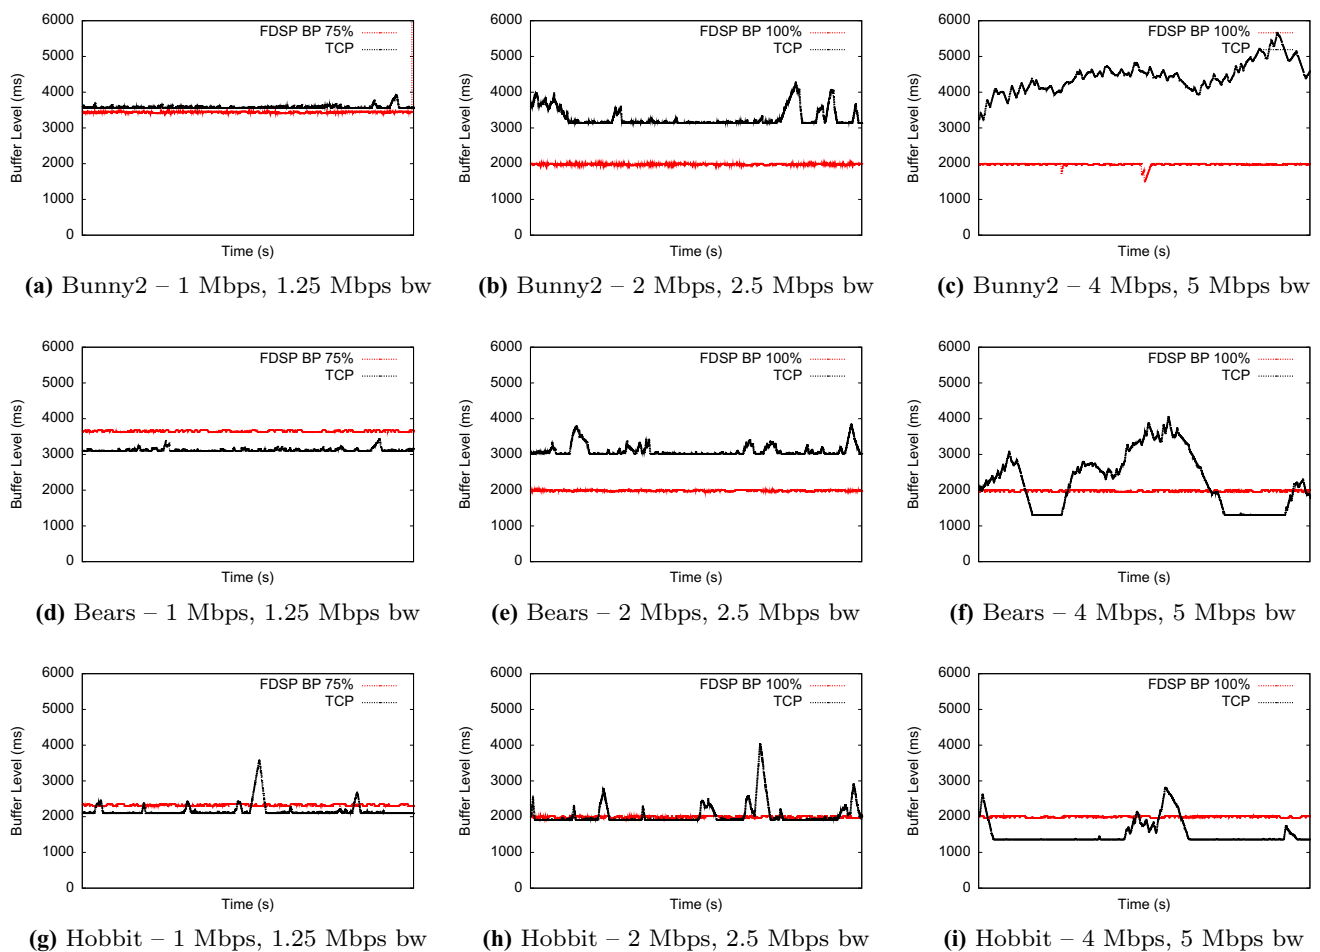 6000
5000
4000
3000
2000
1000
0
Buffer Level (ms)
FDSP BP 75%
TCP
Time (s)
(a) Bunny2 – 1 Mbps, 1.25 Mbps bw
6000
5000
4000
3000
2000
1000
0
Buffer Level (ms)
FDSP BP 100%
TCP
Time (s)
(b) Bunny2 – 2 Mbps, 2.5 Mbps bw
6000
5000
4000
3000
2000
1000
0
Buffer Level (ms)
FDSP BP 100%
TCP
Time (s)
(c) Bunny2 – 4 Mbps, 5 Mbps bw
6000
5000
4000
3000
2000
1000
0
Buffer Level (ms)
FDSP BP 75%
TCP
Time (s)
(d) Bears – 1 Mbps, 1.25 Mbps bw
6000
5000
4000
3000
2000
1000
0
Buffer Level (ms)
FDSP BP 100%
TCP
Time (s)
(e) Bears – 2 Mbps, 2.5 Mbps bw
6000
5000
4000
3000
2000
1000
0
Buffer Level (ms)
FDSP BP 100%
TCP
Time (s)
(f) Bears – 4 Mbps, 5 Mbps bw
6000
5000
4000
3000
2000
1000
0
Buffer Level (ms)
FDSP BP 75%
TCP
Time (s)
(g) Hobbit – 1 Mbps, 1.25 Mbps bw
6000
5000
4000
3000
2000
1000
0
Buffer Level (ms)
FDSP BP 100%
TCP
Time (s)
(h) Hobbit – 2 Mbps, 2.5 Mbps bw
6000
5000
4000
3000
2000
1000
0
Buffer Level (ms)
FDSP BP 100%
TCP
Time (s)
(i) Hobbit – 4 Mbps, 5 Mbps bw